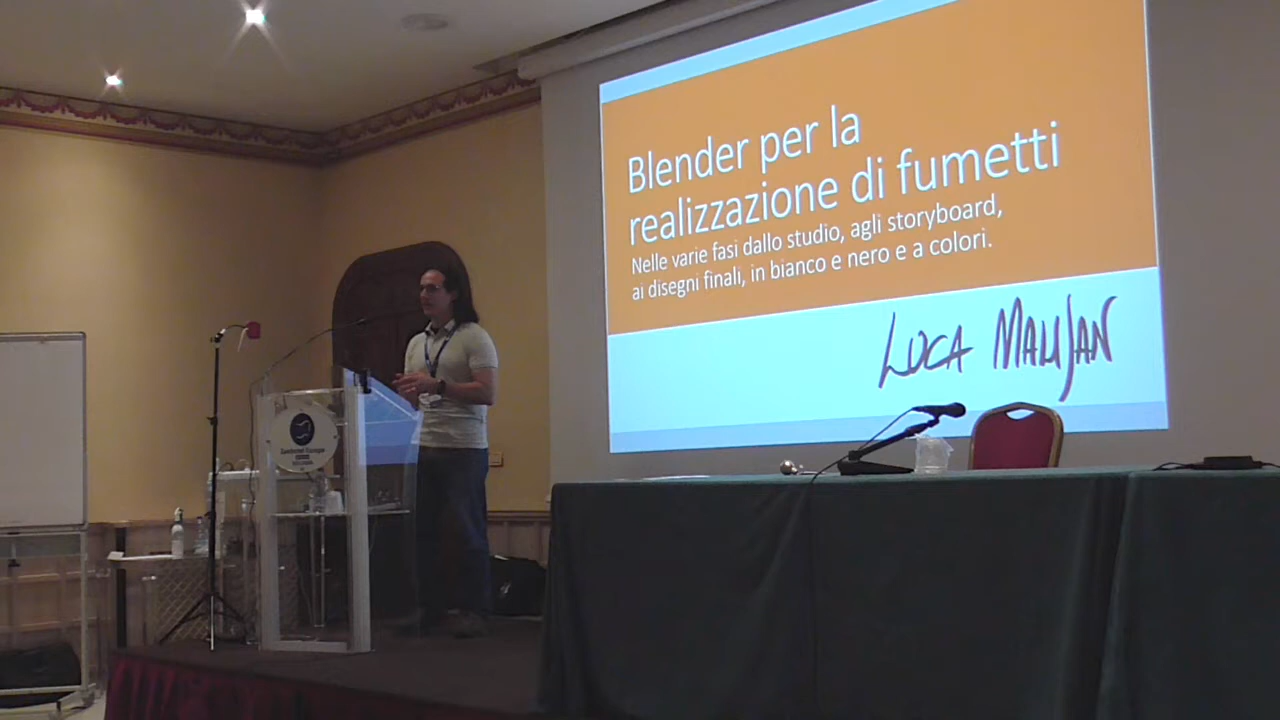 Blender per la
realizzazione di fumetti
Nelle varie fasi dallo studio, agli storyboard,
ai disegni finali, in bianco e nero e a colori.
LUCA